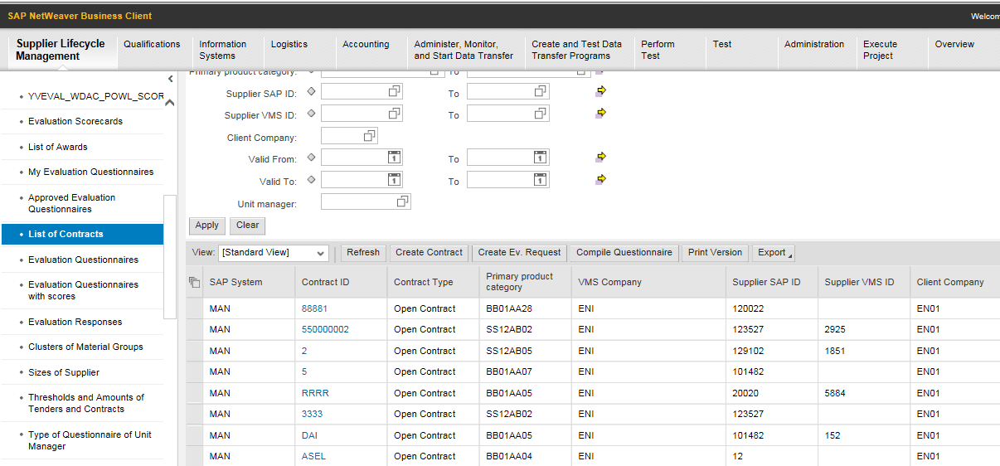 SAP NetWeaver Business Client
Welcom
Supplier Lifecycle Management
Qualifications
Information Systems
Logistics
Accounting
Administer, Monitor, and Start Data Transfer
Create and Test Data Transfer Programs
Perform Test
Test
Administration
Execute Project
Overview
YVEVAL_WDAC_POWL_SCOR
Evaluation Scorecards
List of Awards
My Evaluation Questionnaires
Approved Evaluation
Questionnaires
List of Contracts
Evaluation Questionnaires
Evaluation Questionnaires
with scores
Evaluation Responses
Clusters of Material Groups
Sizes of Supplier
Thresholds and Amounts of
Tenders and Contracts
Type of Questionnaire of Unit
Manager
Primary product category: To
Supplier SAP ID: To
Supplier VMS ID: To
Client Company:
Valid From: 1 To 1
Valid To: 1 To 1
Unit manager:
Apply Clear
View: [Standard View] Refresh Create Contract Create Ev. Request Compile Questionnaire Print Version Export
SAP System Contract ID Contract Type Primary product category VMS Company Supplier SAP ID Supplier VMS ID Client Company
MAN 88881 Open Contract BB01AA28 ENI 120022 EN01
MAN 550000002 Open Contract SS12AB02 ENI 123527 2925 EN01
MAN 2 Open Contract SS12AB05 ENI 129102 1851 EN01
MAN 5 Open Contract BB01AA07 ENI 101482 EN01
MAN RRRR Open Contract BB01AA05 ENI 20020 5884 EN01
MAN 3333 Open Contract SS12AB02 ENI 123527 EN01
MAN DAI Open Contract BB01AA05 ENI 101482 152 EN01
MAN ASEL Open Contract BB01AA04 ENI 12 EN01